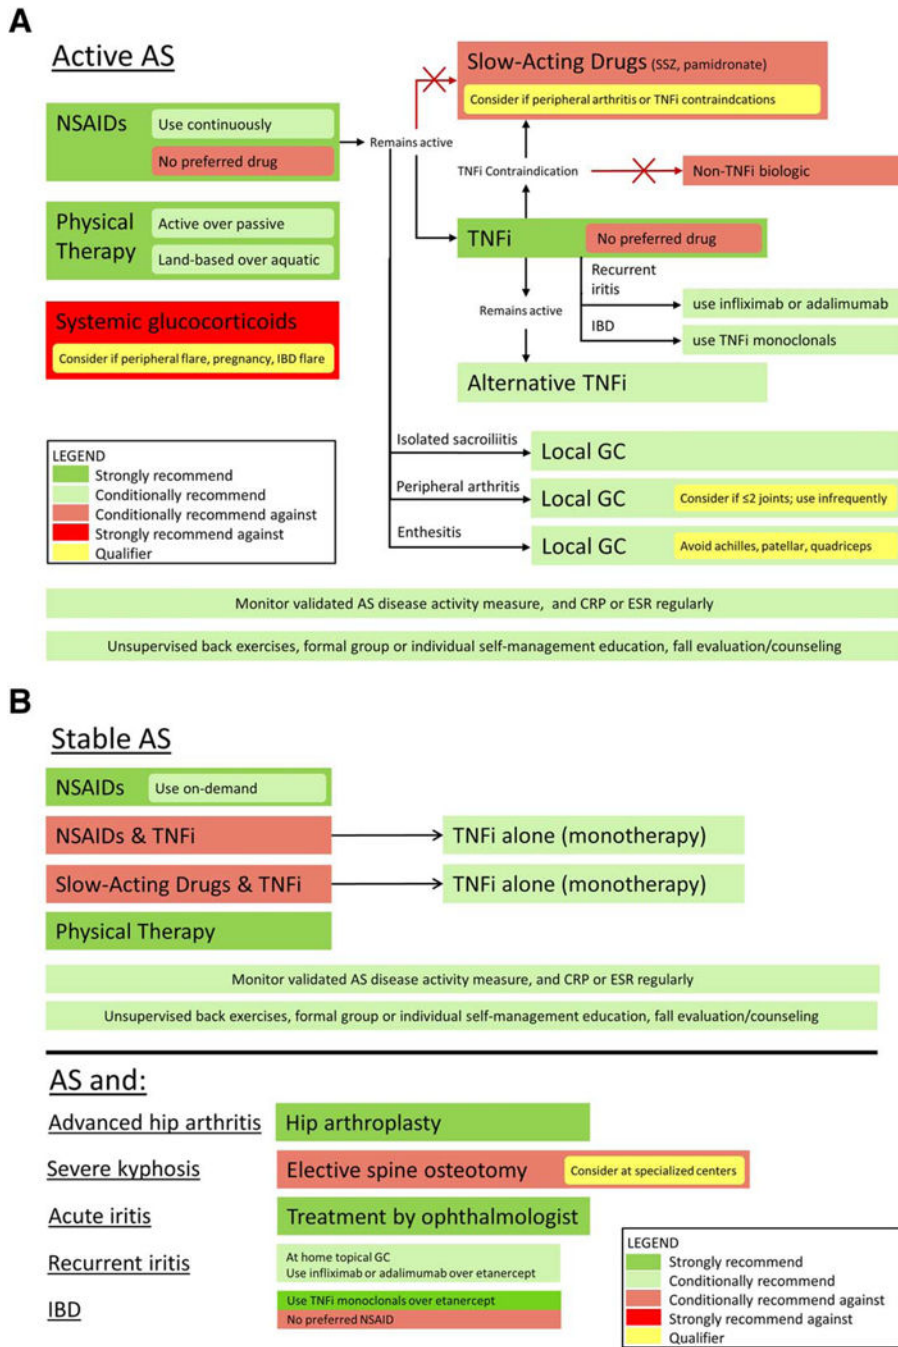 A
Active AS
NSAIDs
Use continuously
No preferred drug
Physical
Therapy
Active over passive
Land-based over aquatic
Systemic glucocorticoids
Consider if peripheral flare, pregnancy, IBD flare
Remains active
Slow-Acting Drugs (SSZ, pamidronate)
Consider if peripheral arthritis or TNFi contraindcations
TNFi Contraindication
Non-TNFi biologic
TNFi
No preferred drug
Recurrent
iritis
use infliximab or adalimumab
IBD
use TNFi monoclonals
Remains active
Alternative TNFi
Isolated sacroiliitis
Local GC
Peripheral arthritis
Local GC
Consider if ≤2 joints; use infrequently
Enthesitis
Local GC
Avoid achilles, patellar, quadriceps
LEGEND
Strongly recommend
Conditionally recommend
Conditionally recommend against
Strongly recommend against
Qualifier
Monitor validated AS disease activity measure, and CRP or ESR regularly
Unsupervised back exercises, formal group or individual self-management education, fall evaluation/counseling
B
Stable AS
NSAIDs
Use on-demand
NSAIDs & TNFi
TNFi alone (monotherapy)
Slow-Acting Drugs & TNFi
TNFi alone (monotherapy)
Physical Therapy
Monitor validated AS disease activity measure, and CRP or ESR regularly
Unsupervised back exercises, formal group or individual self-management education, fall evaluation/counseling
AS and:
Advanced hip arthritis
Hip arthroplasty
Severe kyphosis
Elective spine osteotomy
Consider at specialized centers
Acute iritis
Treatment by ophthalmologist
Recurrent iritis
At home topical GC
Use infliximab or adalimumab over etanercept
IBD
Use TNFi monoclonals over etanercept
No preferred NSAID
LEGEND
Strongly recommend
Conditionally recommend
Conditionally recommend against
Strongly recommend against
Qualifier